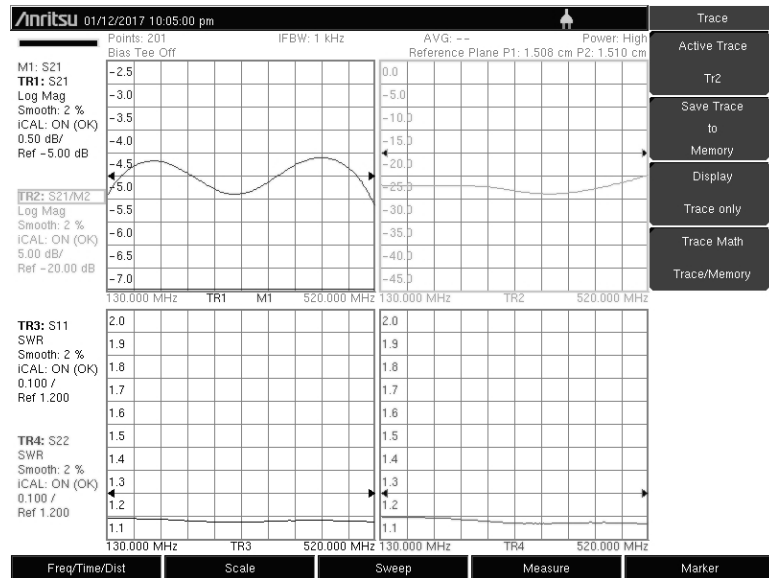 Anritsu 01/12/2017 10:05:00 pm
Trace
Points: 201 IFBW: 1 kHz AVG: -- Power: High
Bias Tee Off Reference Plane P1: 1.508 cm P2: 1.510 cm
M1: S21
TR1: S21
Log Mag
Smooth: 2 %
iCAL: ON (OK)
0.50 dB/
Ref -5.00 dB
TR2: S21/M2
Log Mag
Smooth: 2 %
iCAL: ON (OK)
5.00 dB/
Ref -20.00 dB
-2.5
-3.0
-3.5
-4.0
-4.5
-5.0
-5.5
-6.0
-6.5
-7.0
130.000 MHz TR1 M1 520.000 MHz
0.0
-5.0
-10.0
-15.0
-20.0
-25.0
-30.0
-35.0
-40.0
-45.0
130.000 MHz TR2 520.000 MHz
TR3: S11
SWR
Smooth: 2 %
iCAL: ON (OK)
0.100 /
Ref 1.200
TR4: S22
SWR
Smooth: 2 %
iCAL: ON (OK)
0.100 /
Ref 1.200
2.0
1.9
1.8
1.7
1.6
1.5
1.4
1.3
1.2
1.1
130.000 MHz TR3 520.000 MHz
2.0
1.9
1.8
1.7
1.6
1.5
1.4
1.3
1.2
1.1
130.000 MHz TR4 520.000 MHz
Active Trace
Tr2
Save Trace
to
Memory
Display
Trace only
Trace Math
Trace/Memory
Freq/Time/Dist Scale Sweep Measure Marker